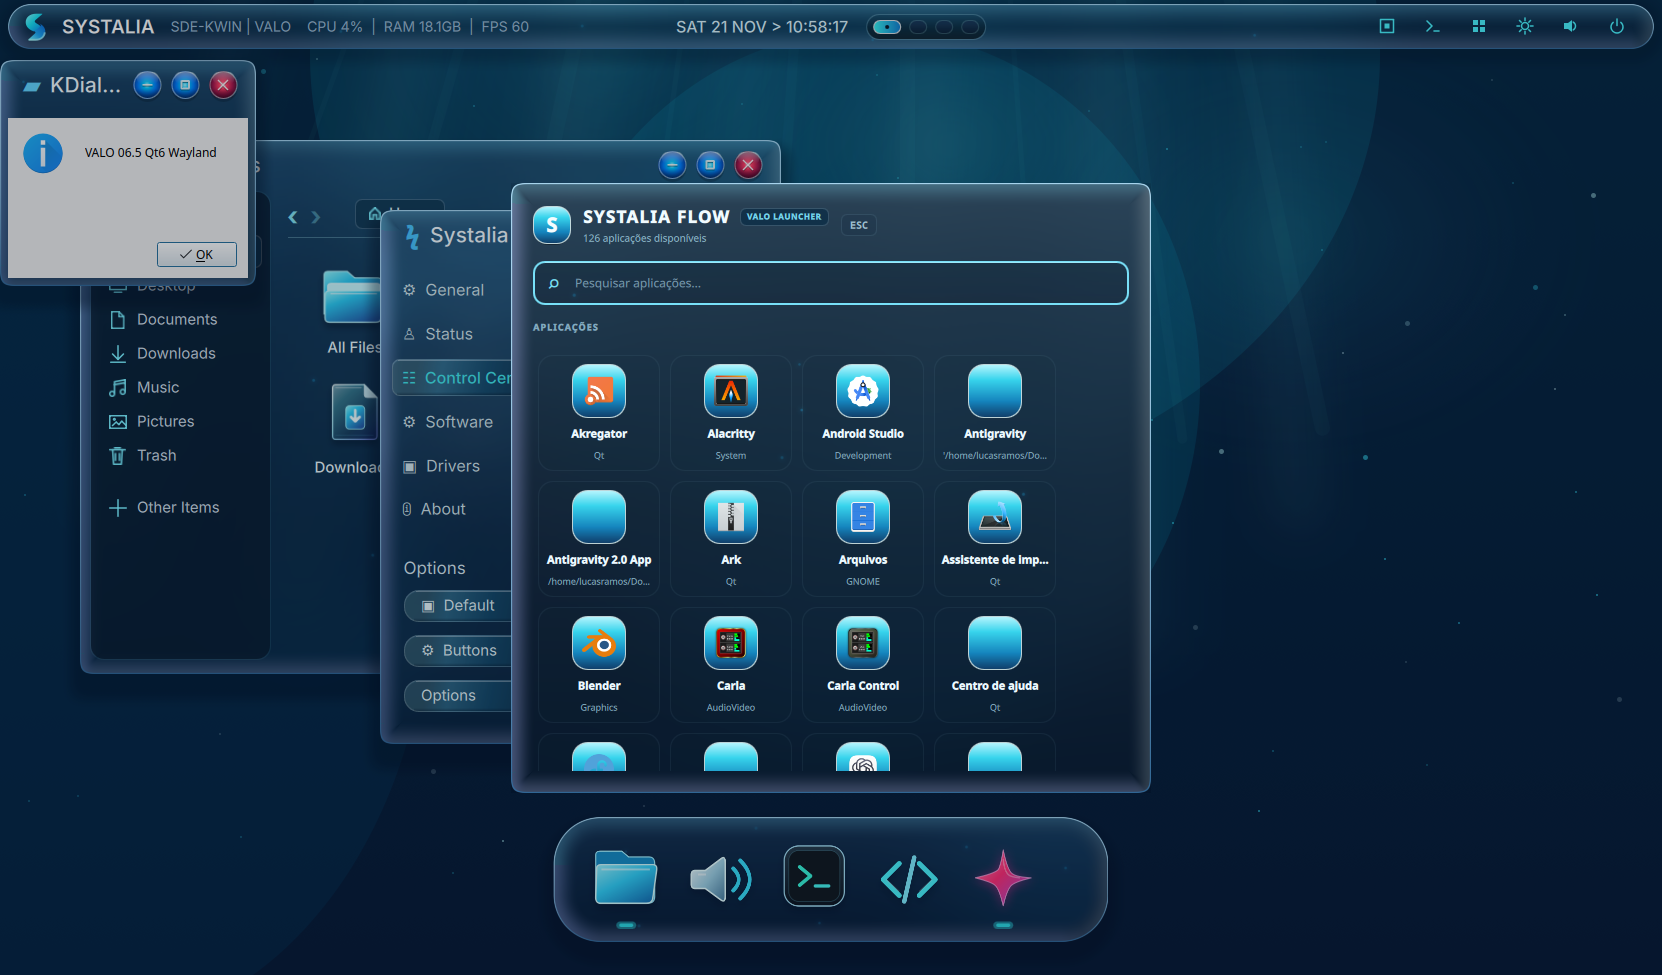 SYSTALIA SDE-KWIN | VALO CPU 4% | RAM 18.1GB | FPS 60 SAT 21 NOV > 10:58:17
KDial...
VALO 06.5 Qt6 Wayland
OK
Desktop
Documents
Downloads
Music
Pictures
Trash
Other Items
All Files
Systalia
General
Status
Control Cer
Software
Drivers
About
Options
Default
Buttons
Options
S SYSTALIA FLOW VALO LAUNCHER ESC
126 aplicações disponíveis
Pesquisar aplicações...
APLICAÇÕES
Akregator
Qt
Alacritty
System
Android Studio
Development
Antigravity
'/home/lucasramos/Do...
Antigravity 2.0 App
/home/lucasramos/Do...
Ark
Qt
Arquivos
GNOME
Assistente de imp...
Qt
Blender
Graphics
Carla
AudioVideo
Carla Control
AudioVideo
Centro de ajuda
Qt